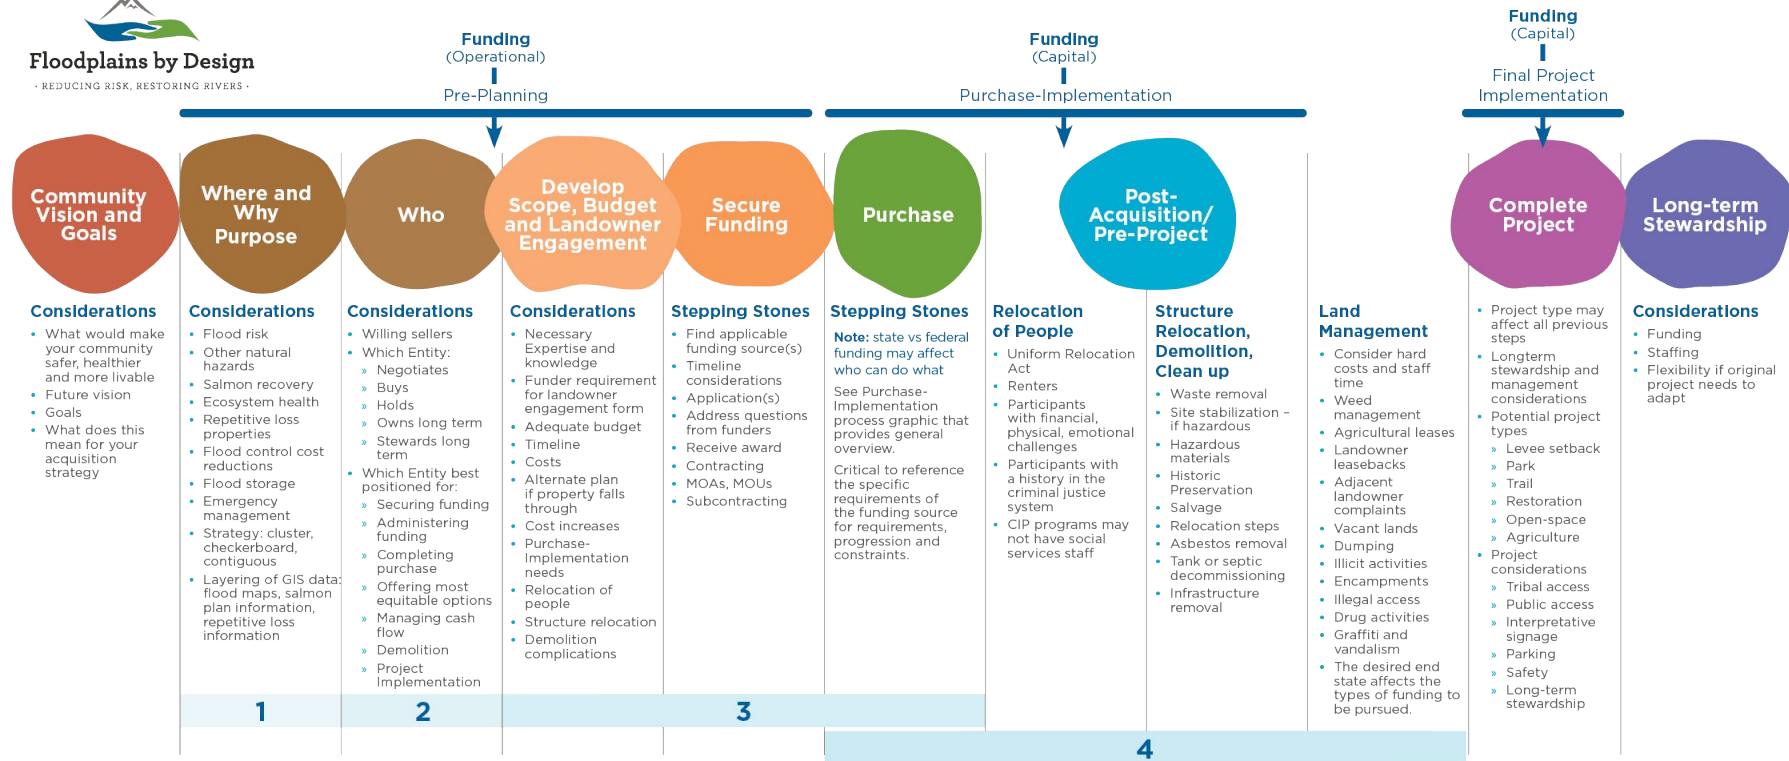 Floodplains by Design
· REDUCING RISK, RESTORING RIVERS ·
Funding
(Operational)
Pre-Planning
Funding
(Capital)
Purchase-Implementation
Funding
(Capital)
Final Project
Implementation
Community
Vision and
Goals
Where and
Why
Purpose
Who
Develop
Scope, Budget
and Landowner
Engagement
Secure
Funding
Purchase
Post-
Acquisition/
Pre-Project
Complete
Project
Long-term
Stewardship
Considerations
• What would make
your community
safer, healthier
and more livable
• Future vision
• Goals
• What does this
mean for your
acquisition
strategy
Considerations
• Flood risk
• Other natural
hazards
• Salmon recovery
• Ecosystem health
• Repetitive loss
properties
• Flood control cost
reductions
• Flood storage
• Emergency
management
• Strategy: cluster,
checkerboard,
contiguous
• Layering of GIS data:
flood maps, salmon
plan information,
repetitive loss
information
Considerations
• Willing sellers
• Which Entity:
» Negotiates
» Buys
» Holds
» Owns long term
» Stewards long
term
• Which Entity best
positioned for:
» Securing funding
» Administering
funding
» Completing
purchase
» Offering most
equitable options
» Managing cash
flow
» Demolition
» Project
Implementation
Considerations
• Necessary
Expertise and
knowledge
• Funder requirement
for landowner
engagement form
• Adequate budget
• Timeline
• Costs
• Alternate plan
if property falls
through
• Cost increases
• Purchase-
Implementation
needs
• Relocation of
people
• Structure relocation
• Demolition
complications
Stepping Stones
• Find applicable
funding source(s)
• Timeline
considerations
• Application(s)
• Address questions
from funders
• Receive award
• Contracting
• MOAs, MOUs
• Subcontracting
Stepping Stones
Note: state vs federal
funding may affect
who can do what
See Purchase-
Implementation
process graphic that
provides general
overview.
Critical to reference
the specific
requirements of
the funding source
for requirements,
progression and
constraints.
Relocation
of People
• Uniform Relocation
Act
• Renters
• Participants
with financial,
physical, emotional
challenges
• Participants with
a history in the
criminal justice
system
• CIP programs may
not have social
services staff
Structure
Relocation,
Demolition,
Clean up
• Waste removal
• Site stabilization –
if hazardous
• Hazardous
materials
• Historic
Preservation
• Salvage
• Relocation steps
• Asbestos removal
• Tank or septic
decommissioning
• Infrastructure
removal
Land
Management
• Consider hard
costs and staff
time
• Weed
management
• Agricultural leases
• Landowner
leasebacks
• Adjacent
landowner
complaints
• Vacant lands
• Dumping
• Illicit activities
• Encampments
• Illegal access
• Drug activities
• Graffiti and
vandalism
• The desired end
state affects the
types of funding to
be pursued.
• Project type may
affect all previous
steps
• Longterm
stewardship and
management
considerations
• Potential project
types
» Levee setback
» Park
» Trail
» Restoration
» Open-space
» Agriculture
• Project
considerations
» Tribal access
» Public access
» Interpretative
signage
» Parking
» Safety
» Long-term
stewardship
Considerations
• Funding
• Staffing
• Flexibility if original
project needs to
adapt
1
2
3
4